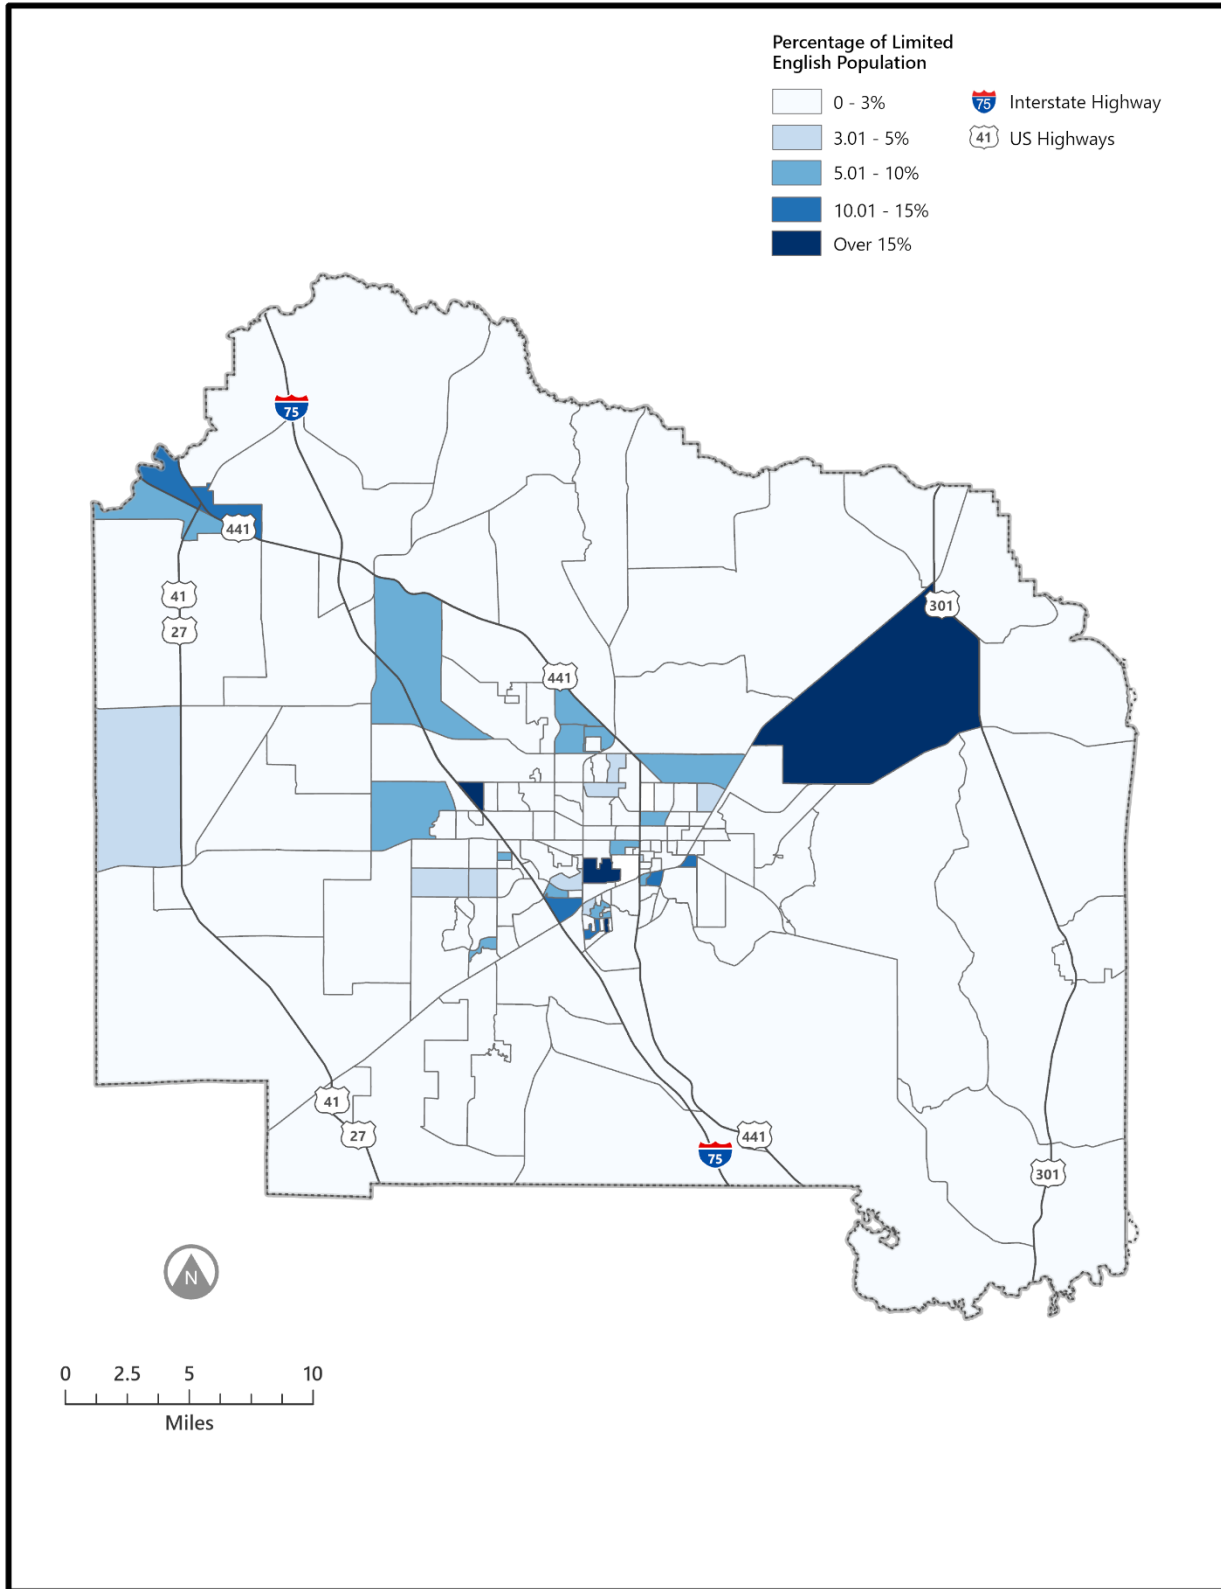 Percentage of Limited
English Population
0 - 3%
3.01 - 5%
5.01 - 10%
10.01 - 15%
Over 15%
75 Interstate Highway
41 US Highways
75
441
41
27
301
441
41
27
441
75
301
N
0 2.5 5 10
Miles